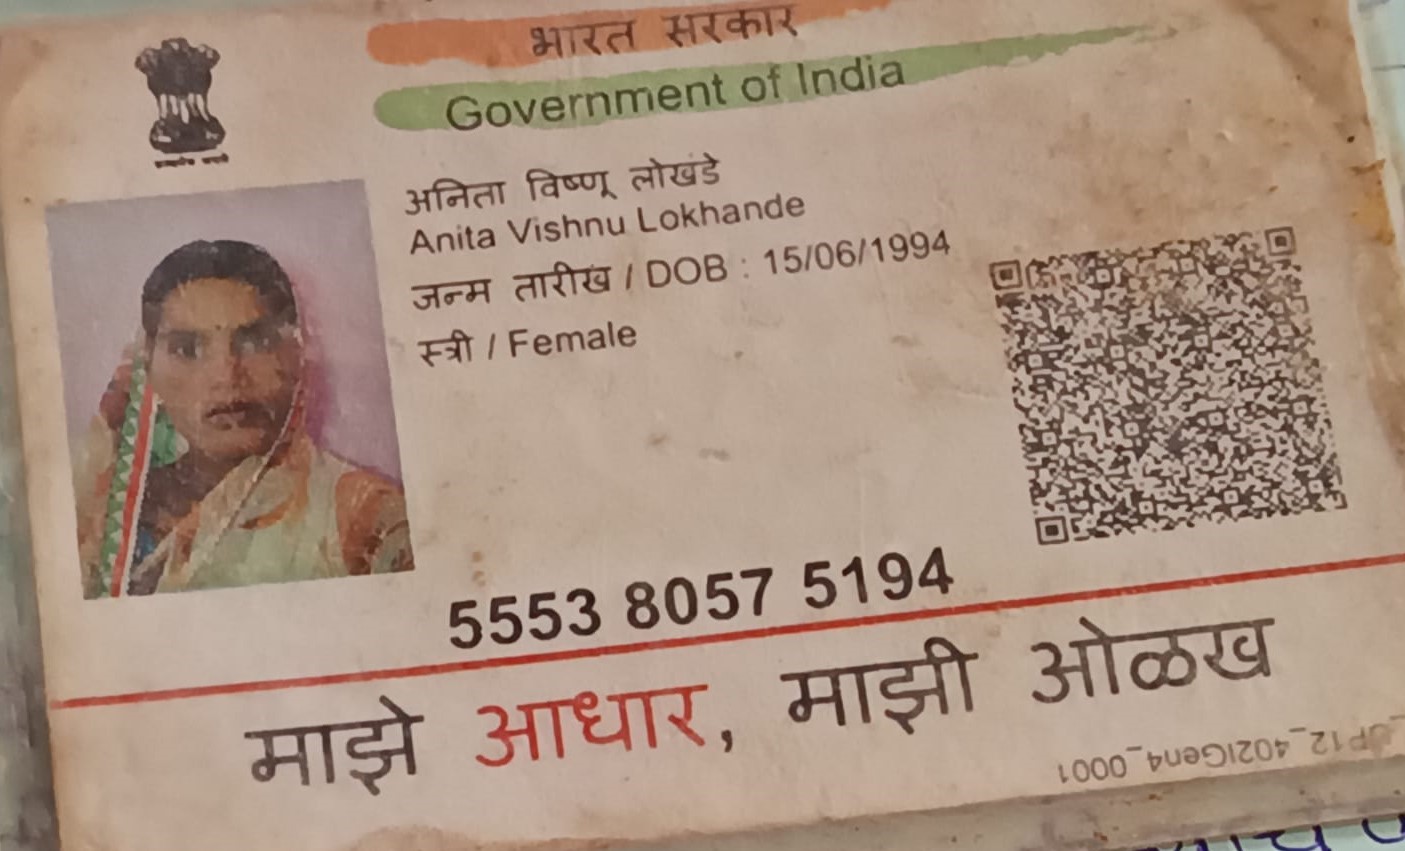 भारत सरकार
Government of India
अनिता विष्णू लोखंडे
Anita Vishnu Lokhande
जन्म तारीख / DOB : 15/06/1994
स्त्री / Female
5553 8057 5194
माझे आधार, माझी ओळख